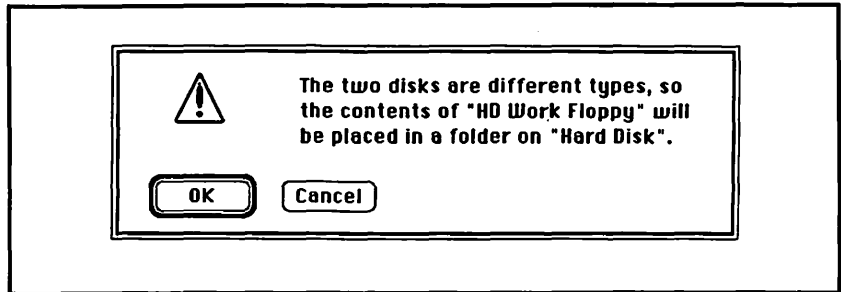 The two disks are different types, so
the contents of "HD Work Floppy" will
be placed in a folder on "Hard Disk".
OK Cancel